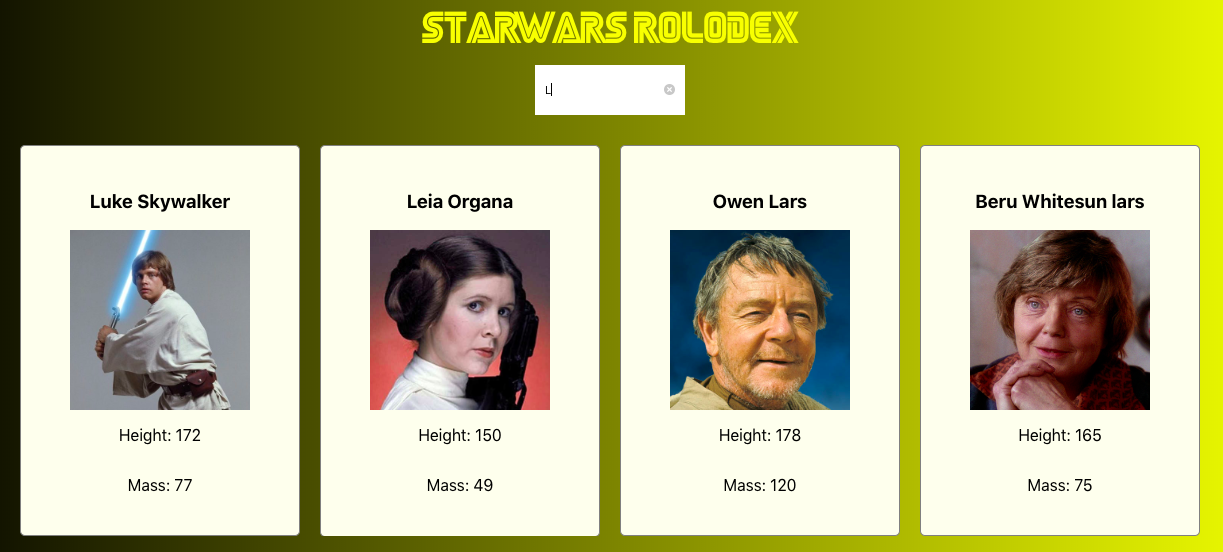 STARWARS ROLODEX
L
Luke Skywalker
Height: 172
Mass: 77
Leia Organa
Height: 150
Mass: 49
Owen Lars
Height: 178
Mass: 120
Beru Whitesun lars
Height: 165
Mass: 75